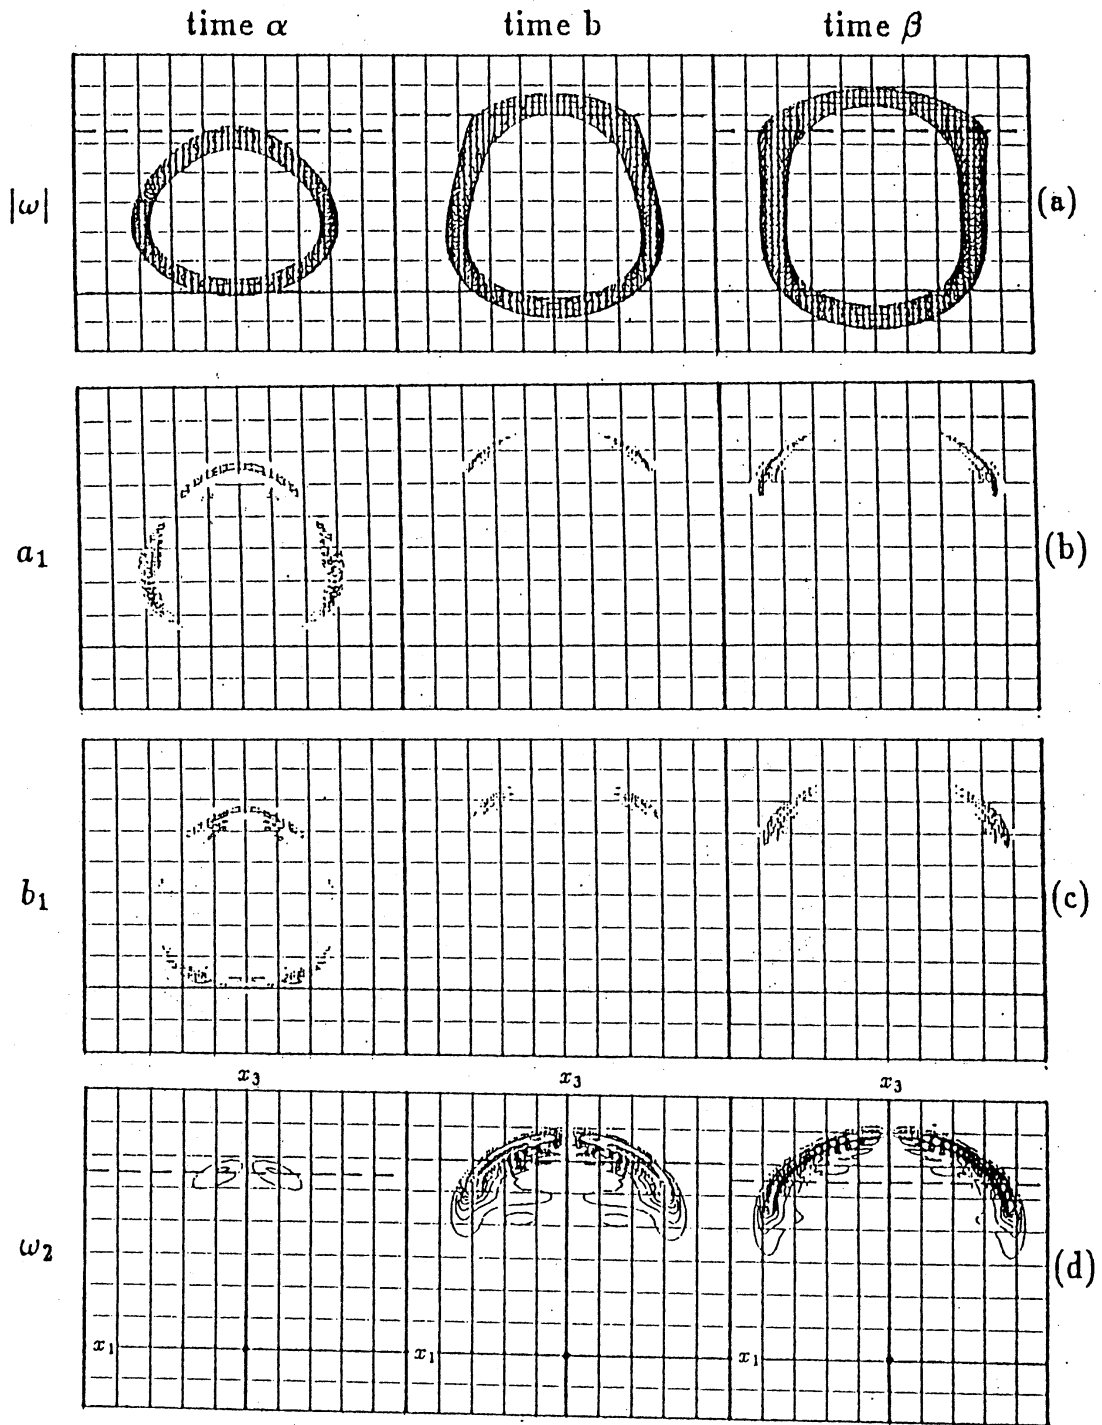 time α time b time β
|ω|
(a)
a₁
(b)
b₁
(c)
x₃ x₃ x₃
ω₂
(d)
x₁ x₁ x₁